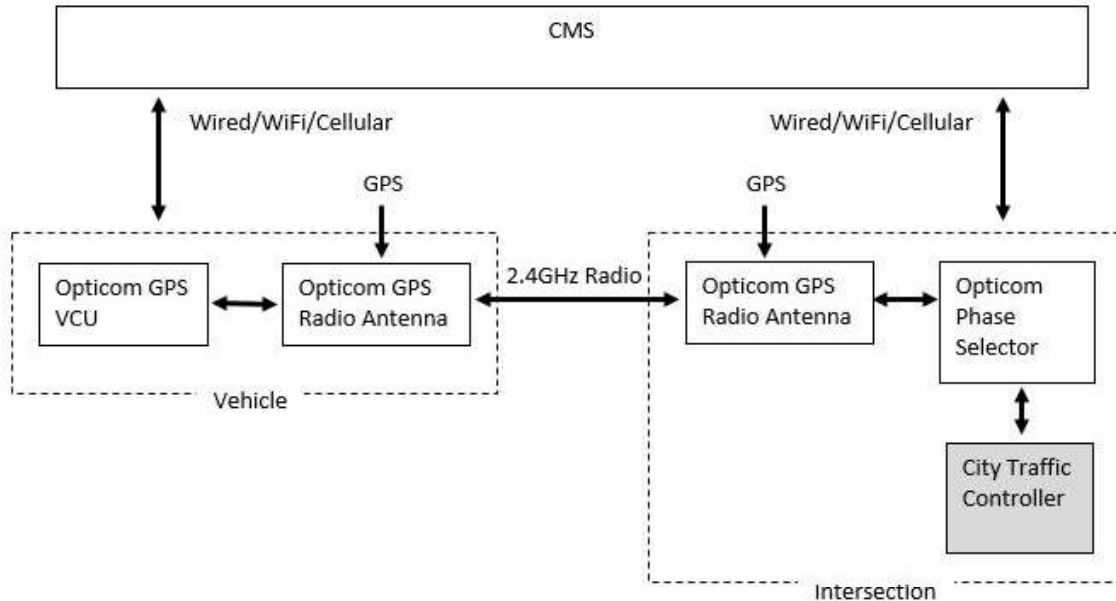 CMS
Wired/WiFi/Cellular
Wired/WiFi/Cellular
GPS
GPS
Opticom GPS
VCU
Opticom GPS
Radio Antenna
2.4GHz Radio
Opticom GPS
Radio Antenna
Opticom
Phase
Selector
Vehicle
City Traffic
Controller
Intersection